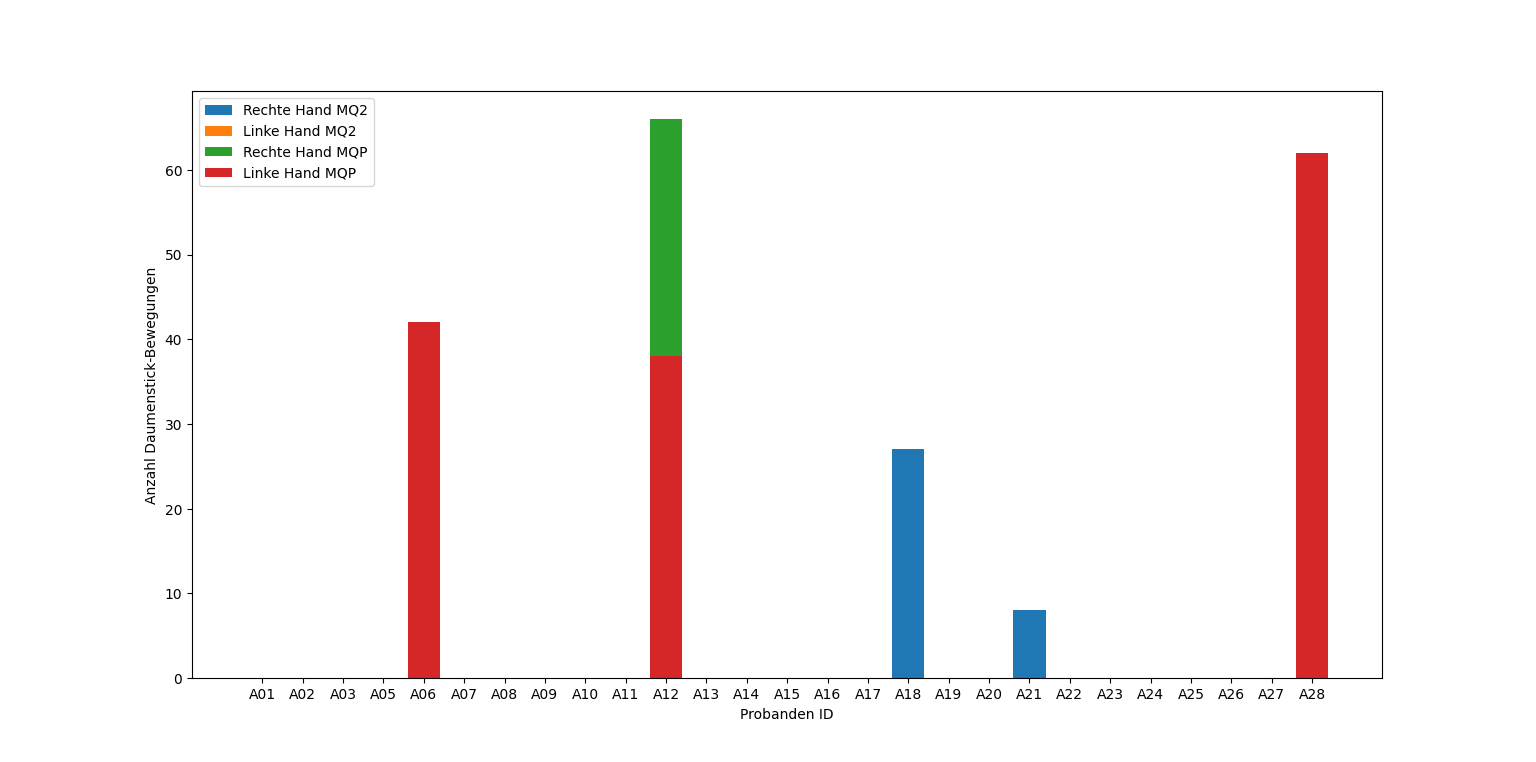 Rechte Hand MQ2
Linke Hand MQ2
Rechte Hand MQP
Linke Hand MQP
60
50
40
30
20
10
0
Anzahl Daumenstick-Bewegungen
A01 A02 A03 A05 A06 A07 A08 A09 A10 A11 A12 A13 A14 A15 A16 A17 A18 A19 A20 A21 A22 A23 A24 A25 A26 A27 A28
Probanden ID